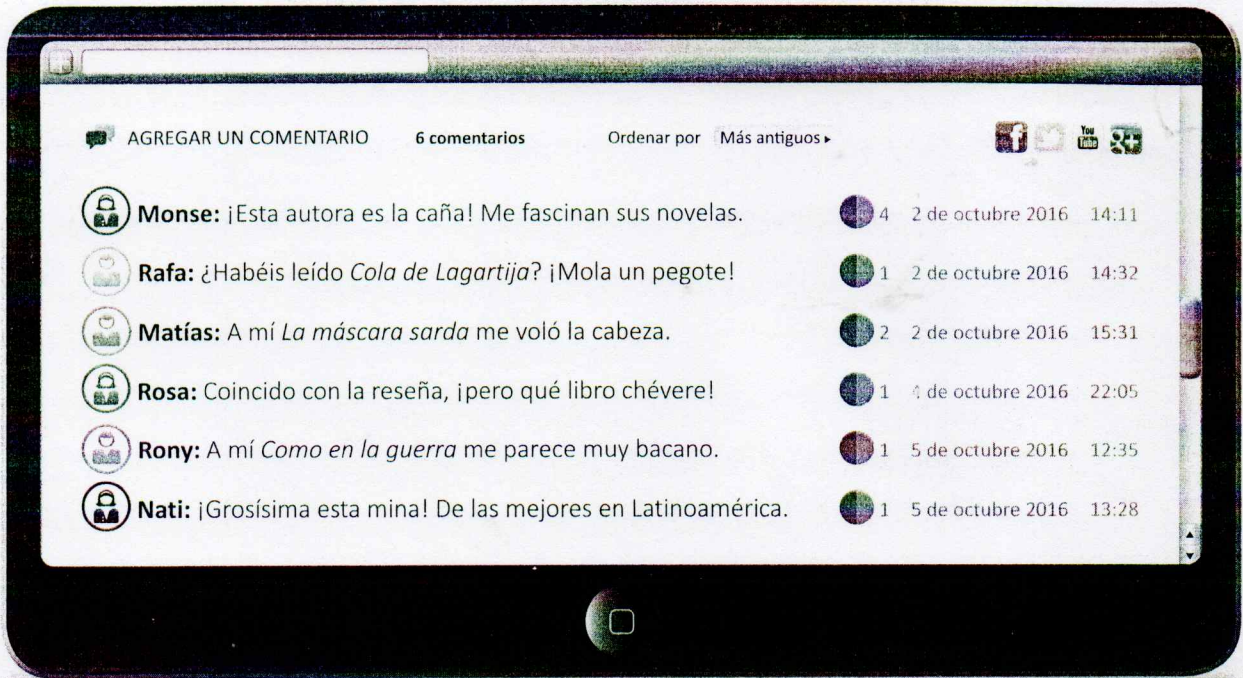 AGREGAR UN COMENTARIO 6 comentarios Ordenar por Más antiguos ▸ f You Tube g+
Monse: ¡Esta autora es la caña! Me fascinan sus novelas. 4 2 de octubre 2016 14:11
Rafa: ¿Habéis leído Cola de Lagartija? ¡Mola un pegote! 1 2 de octubre 2016 14:32
Matías: A mí La máscara sarda me voló la cabeza. 2 2 de octubre 2016 15:31
Rosa: Coincido con la reseña, ¡pero qué libro chévere! 1 4 de octubre 2016 22:05
Rony: A mí Como en la guerra me parece muy bacano. 1 5 de octubre 2016 12:35
Nati: ¡Grosísima esta mina! De las mejores en Latinoamérica. 1 5 de octubre 2016 13:28